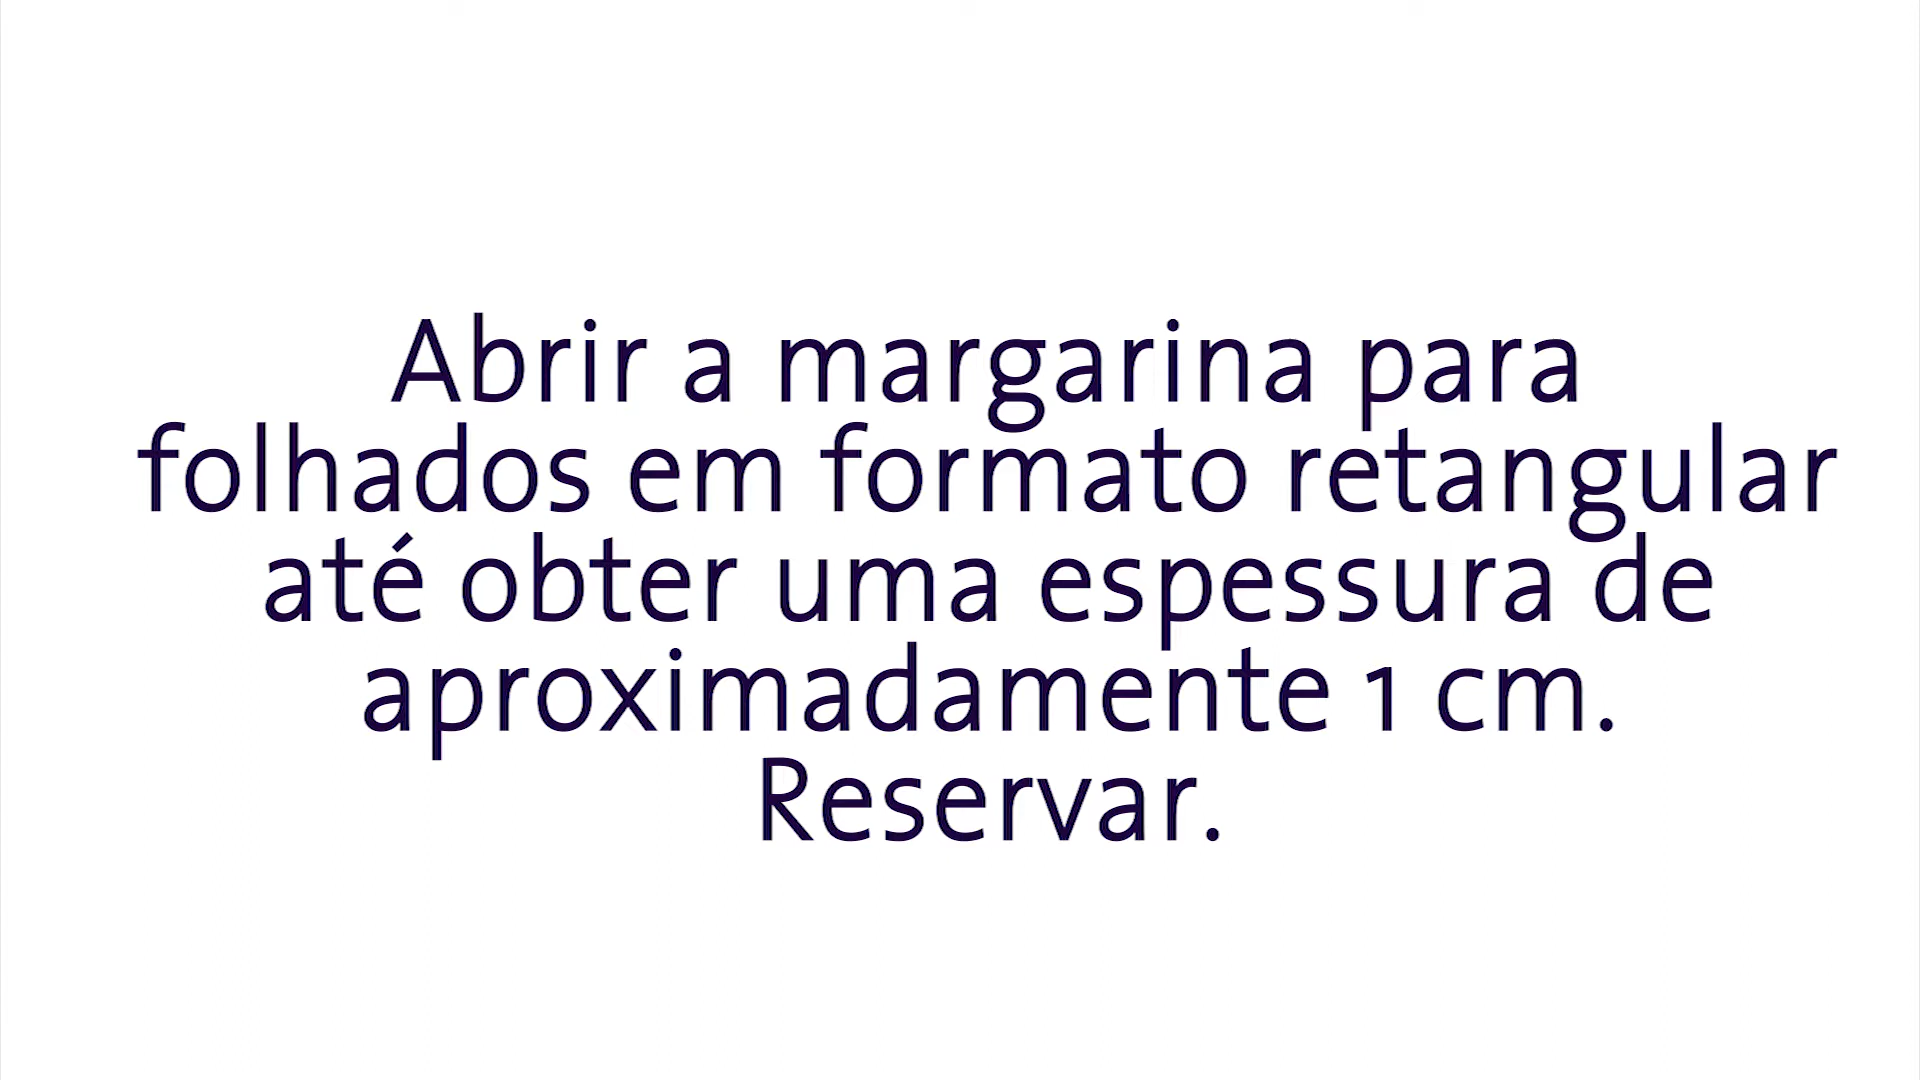 Abrir a margarina para
folhados em formato retangular
até obter uma espessura de
aproximadamente 1 cm.
Reservar.